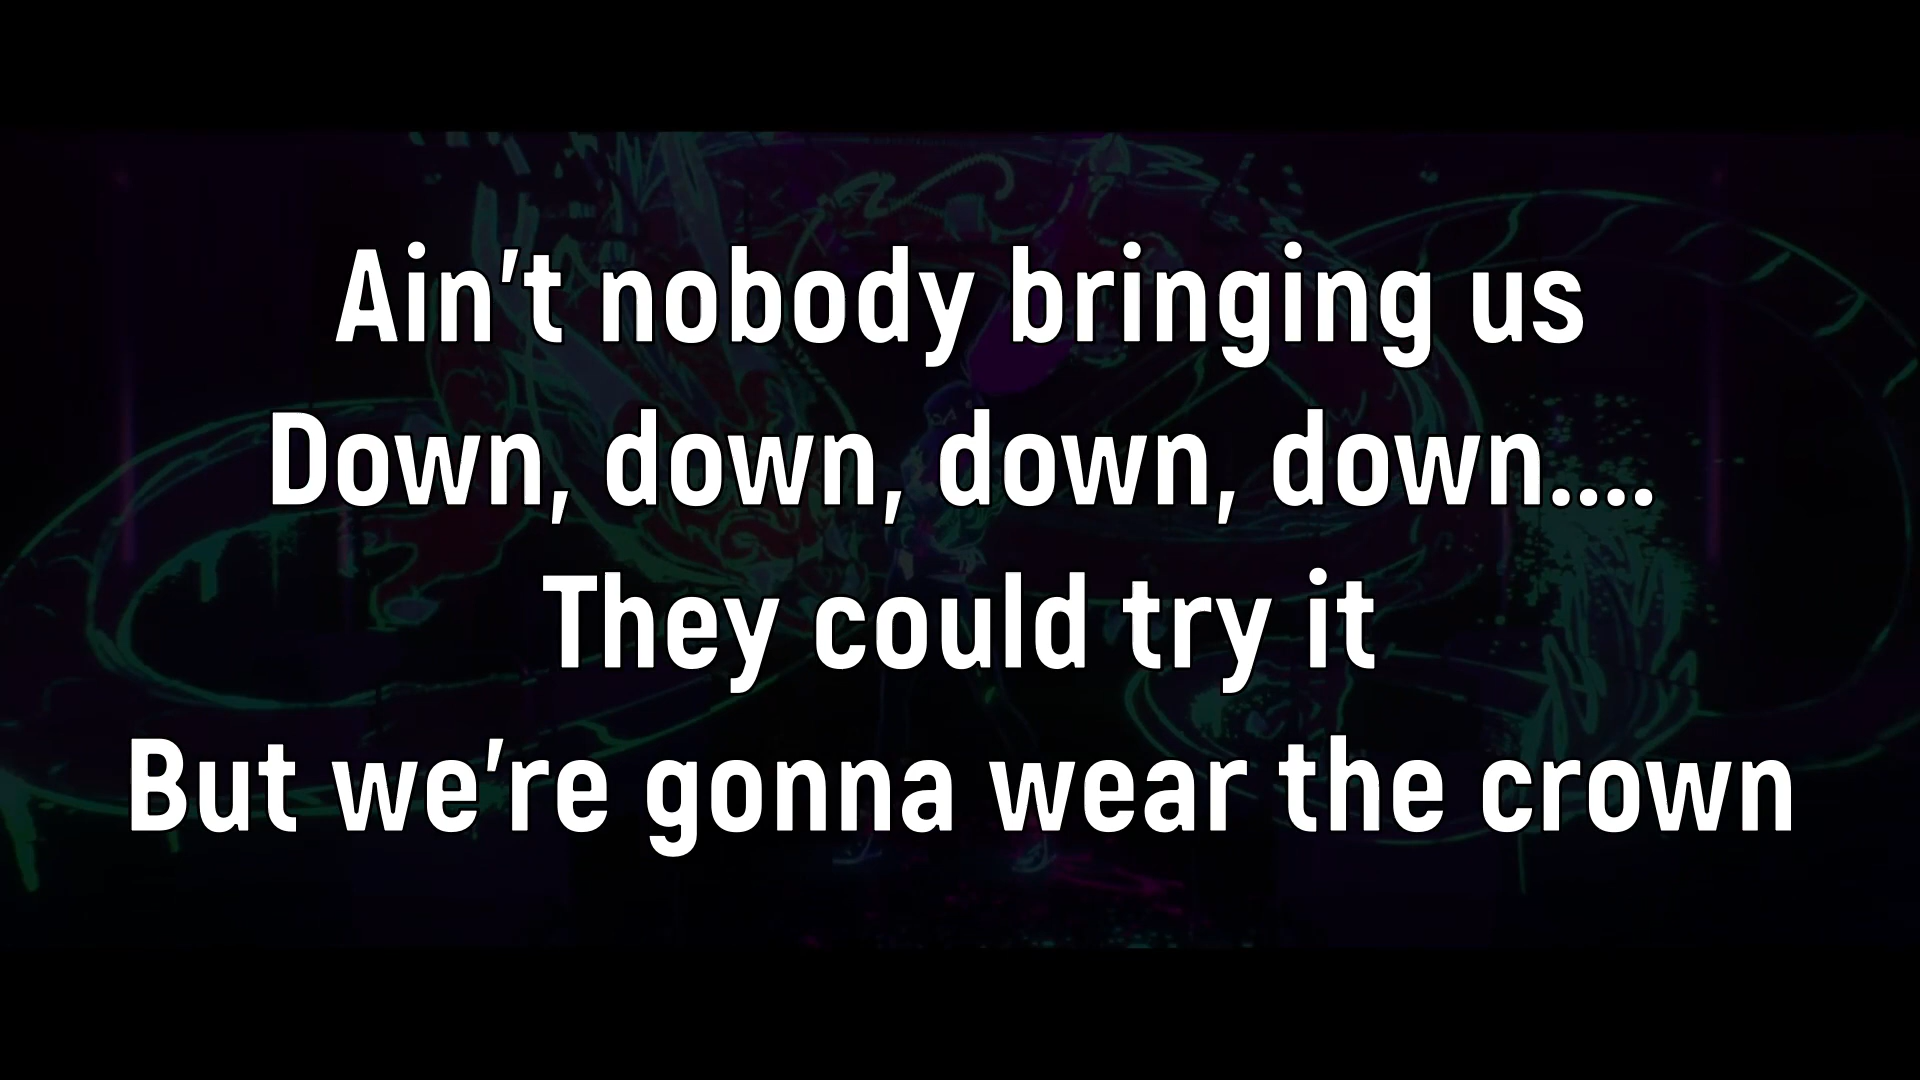 Ain't nobody bringing us
Down, down, down, down....
They could try it
But we're gonna wear the crown